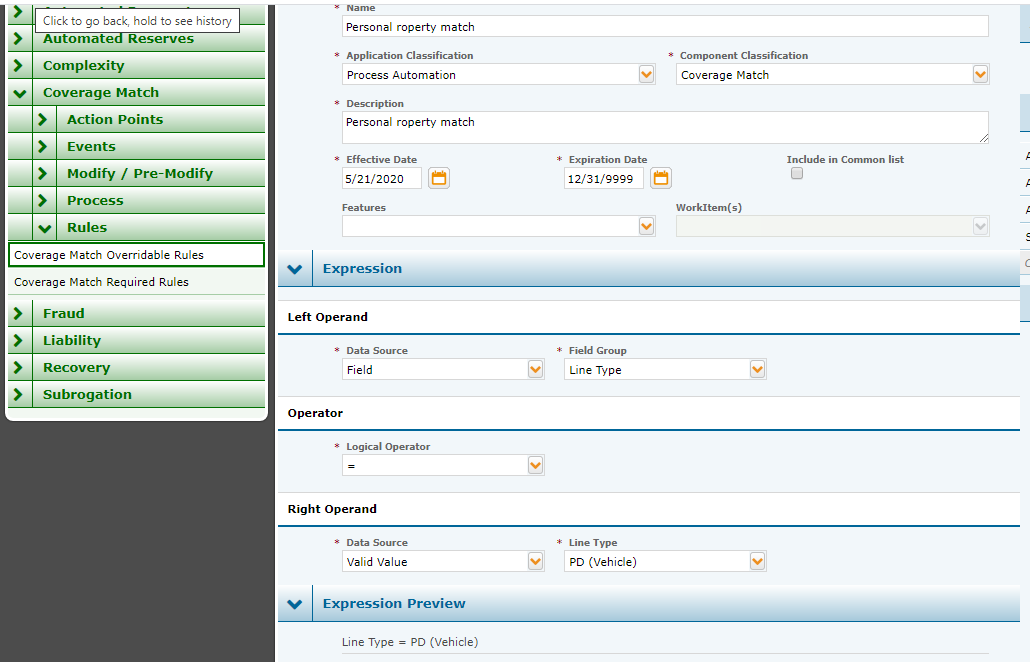 Click to go back, hold to see history
Automated Reserves
Complexity
Coverage Match
Action Points
Events
Modify / Pre-Modify
Process
Rules
Coverage Match Overridable Rules
Coverage Match Required Rules
Fraud
Liability
Recovery
Subrogation
* Name
Personal roperty match
* Application Classification * Component Classification
Process Automation Coverage Match
* Description
Personal roperty match
* Effective Date * Expiration Date Include in Common list
5/21/2020 12/31/9999
Features WorkItem(s)
Expression
Left Operand
* Data Source * Field Group
Field Line Type
Operator
* Logical Operator
=
Right Operand
* Data Source * Line Type
Valid Value PD (Vehicle)
Expression Preview
Line Type = PD (Vehicle)